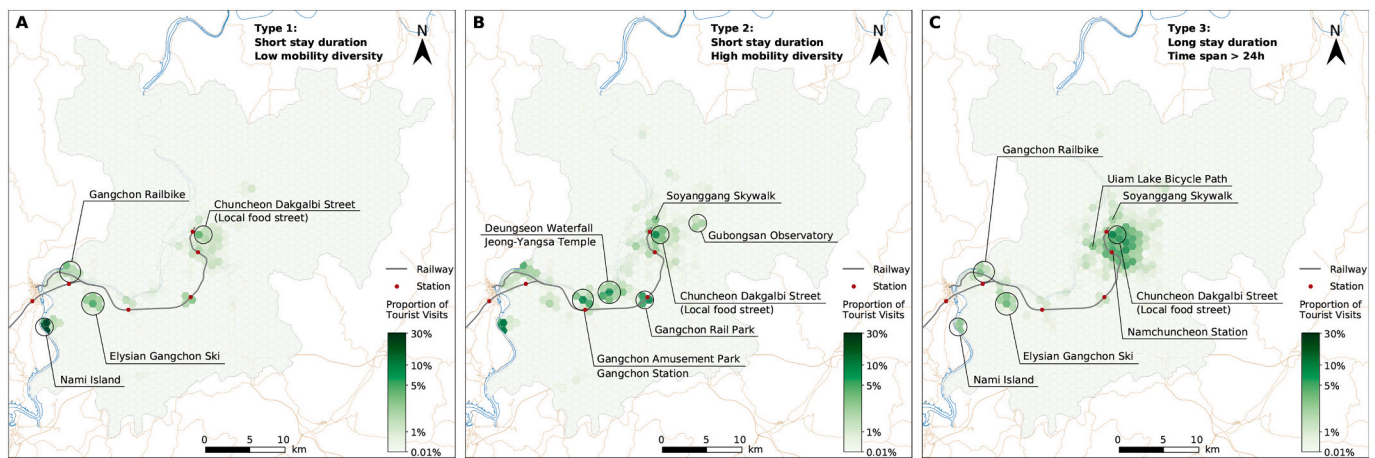 A
Type 1:
Short stay duration
Low mobility diversity
N
Gangchon Railbike
Chuncheon Dakgalbi Street
(Local food street)
Railway
Station
Proportion of
Tourist Visits
30%
10%
5%
1%
0.01%
Elysian Gangchon Ski
Nami Island
0 5 10
km
B
Type 2:
Short stay duration
High mobility diversity
N
Soyanggang Skywalk
Deungseon Waterfall
Jeong-Yangsa Temple
Gubongsan Observatory
Railway
Station
Chuncheon Dakgalbi Street
(Local food street)
Proportion of
Tourist Visits
Gangchon Rail Park
30%
10%
5%
1%
0.01%
Gangchon Amusement Park
Gangchon Station
0 5 10
km
C
Type 3:
Long stay duration
Time span > 24h
N
Gangchon Railbike
Uiam Lake Bicycle Path
Soyanggang Skywalk
Railway
Station
Chuncheon Dakgalbi Street
(Local food street)
Proportion of
Tourist Visits
Namchuncheon Station
30%
10%
5%
1%
0.01%
Elysian Gangchon Ski
Nami Island
0 5 10
km